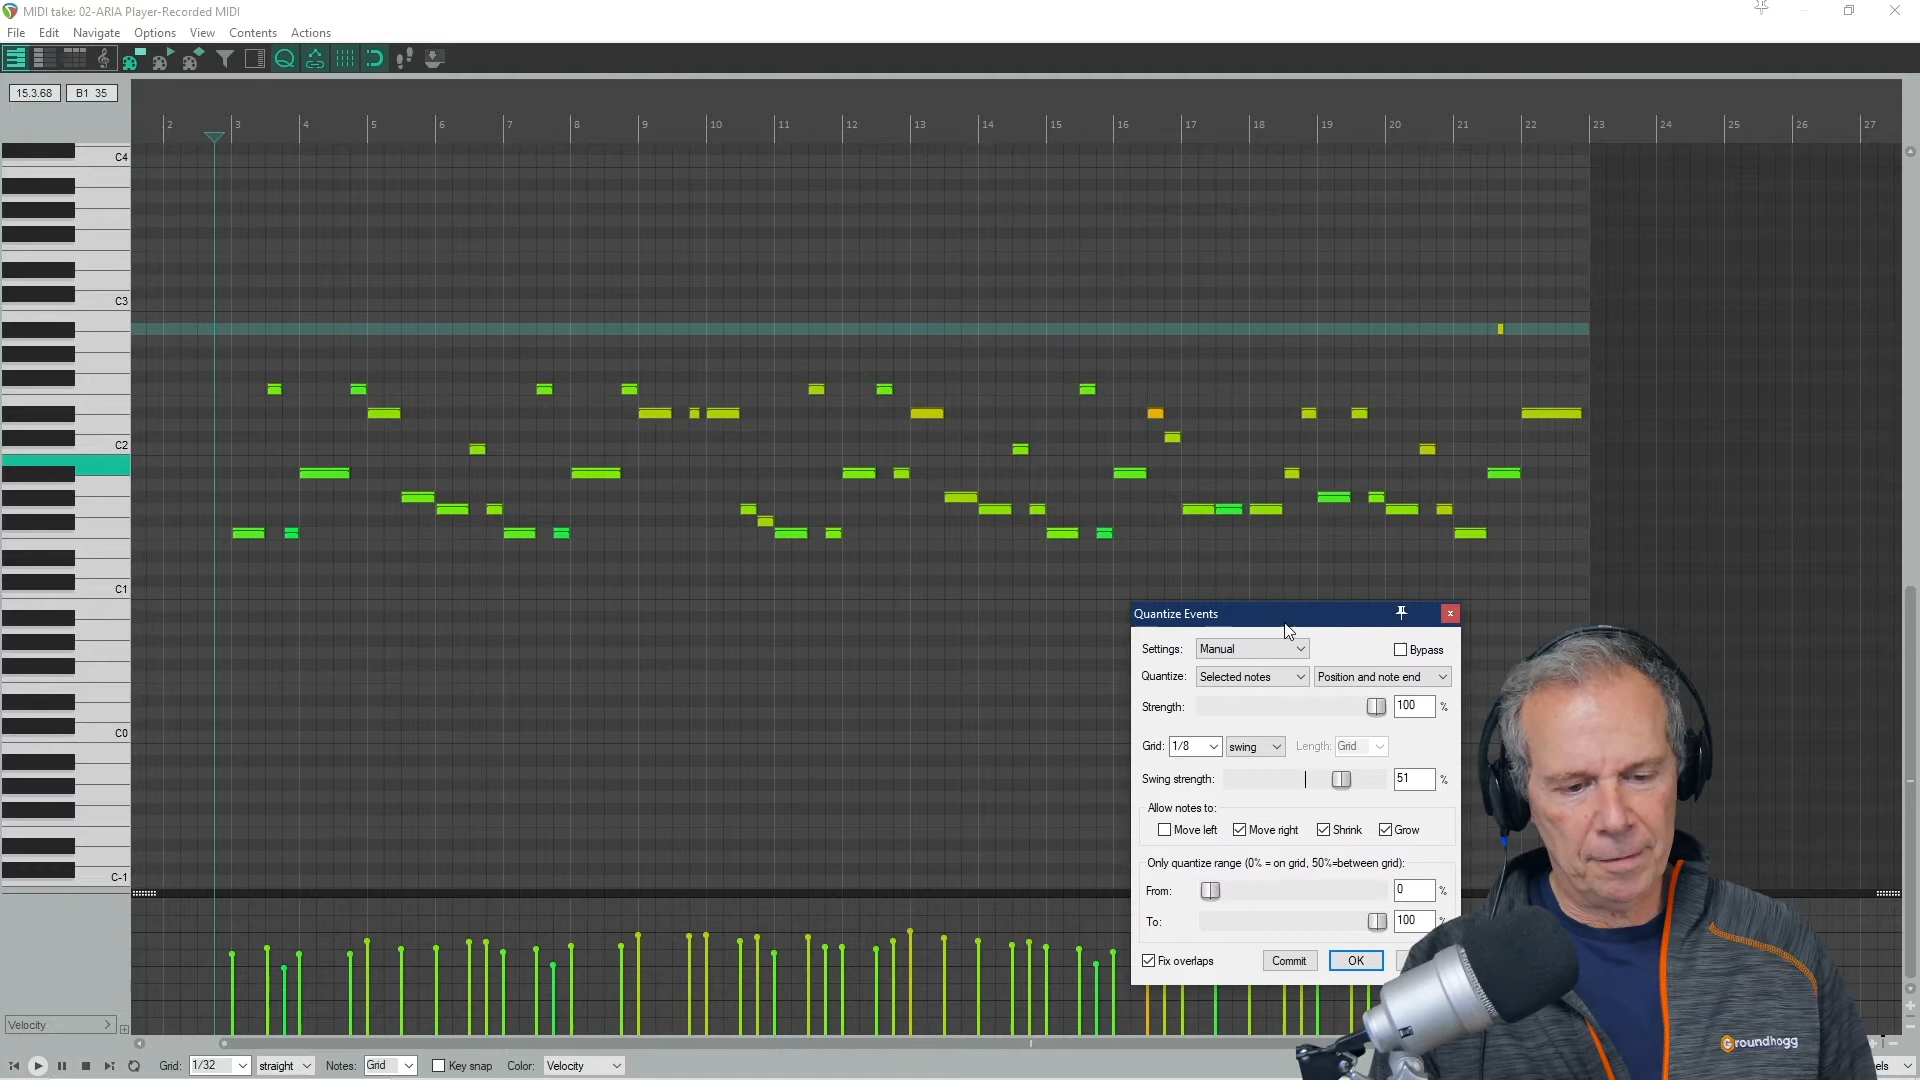 MIDI take: 02-ARIA Player-Recorded MIDI
File Edit Navigate Options View Contents Actions
15.3.68 B1 35
2 3 4 5 6 7 8 9 10 11 12 13 14 15 16 17 18 19 20 21 22 23 24 25 26 27
C4
C3
C2
C1
C0
C-1
Quantize Events
Settings: Manual Bypass
Quantize: Selected notes Position and note end
Strength: 100 %
Grid: 1/8 swing Length: Grid
Swing strength: 51 %
Allow notes to:
Move left Move right Shrink Grow
Only quantize range (0% = on grid, 50%=between grid):
From: 0 %
To: 100 %
Fix overlaps Commit OK
Velocity
Groundhogg
Grid: 1/32 straight Notes: Grid Key snap Color: Velocity